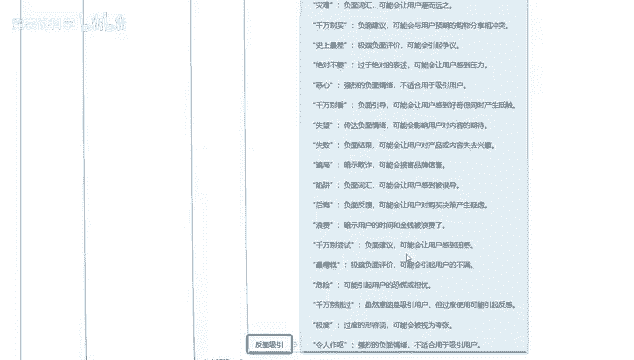 “灾难”：负面词汇，可能会让用户避而远之。
“千万别买”：负面建议，可能会与用户预期的购物分享相冲突。
“史上最差”：极端负面评价，可能会引起争议。
“绝对不要”：过于绝对的表述，可能会让用户感到压力。
“恶心”：强烈的负面情绪，不适合用于吸引用户。
“千万别看”：负面引导，可能会让用户感到好奇但同时产生抵触。
“失望”：传达负面情绪，可能会影响用户对内容的期待。
“失败”：负面结果，可能会让用户对产品或内容失去兴趣。
“骗局”：暗示欺诈，可能会损害品牌信誉。
“陷阱”：负面词汇，可能会让用户感到被误导。
“后悔”：负面反馈，可能会让用户对购买决策产生疑虑。
“浪费”：暗示用户的时间和金钱被浪费了。
“千万别尝试”：负面建议，可能会让用户感到困惑。
“最糟糕”：极端负面评价，可能会引起用户的不满。
“危险”：可能引起用户的恐慌或担忧。
“千万别错过”：虽然意图是吸引用户，但过度使用可能引起反感。
“极度”：过度的形容词，可能会被视为夸张。
反面吸引
“令人作呕”：强烈的负面情绪，不适合用于吸引用户。